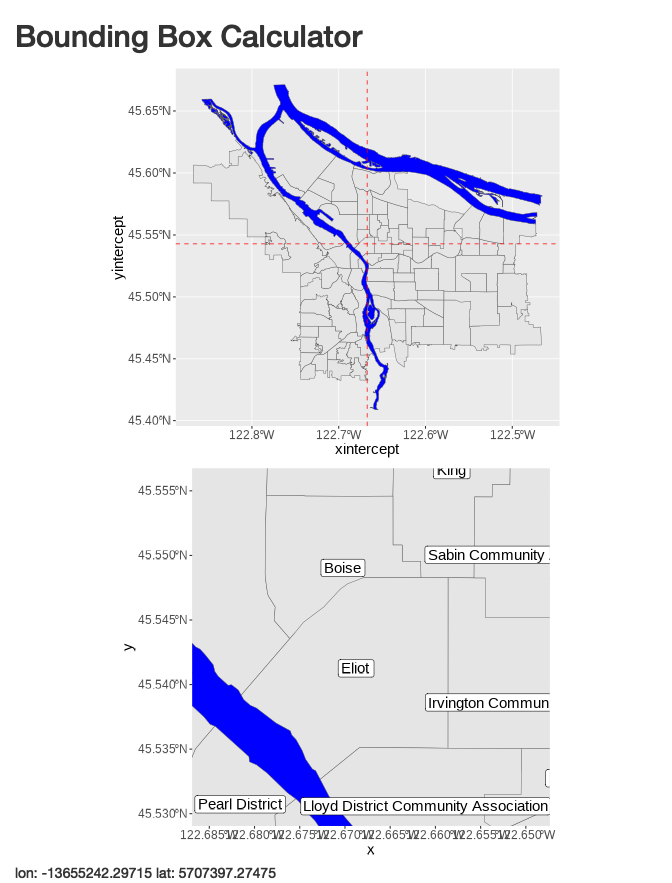 Bounding Box Calculator
45.65°N
45.60°N
45.55°N
45.50°N
45.45°N
45.40°N
yintercept
122.8°W 122.7°W 122.6°W 122.5°W
xintercept
King
45.555°N
45.550°N
45.545°N
45.540°N
45.535°N
45.530°N
y
Sabin Community
Boise
Eliot
Irvington Commun
Pearl District
Lloyd District Community Association
122.685°W 122.680°W 122.675°W 122.670°W 122.665°W 122.660°W 122.655°W 122.650°W
x
lon: -13655242.29715 lat: 5707397.27475